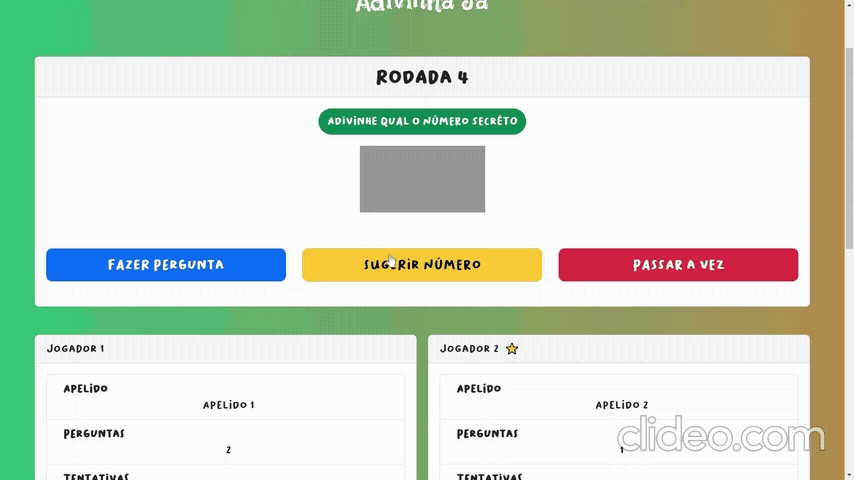 Adivinha Já
RODADA 4
ADIVINHE QUAL O NÚMERO SECRÉTO
FAZER PERGUNTA
SUGERIR NÚMERO
PASSAR A VEZ
JOGADOR 1
JOGADOR 2
APELIDO
APELIDO 1
PERGUNTAS
2
TENTATIVAS
APELIDO
APELIDO 2
PERGUNTAS
1
TENTATIVAS
clideo.com